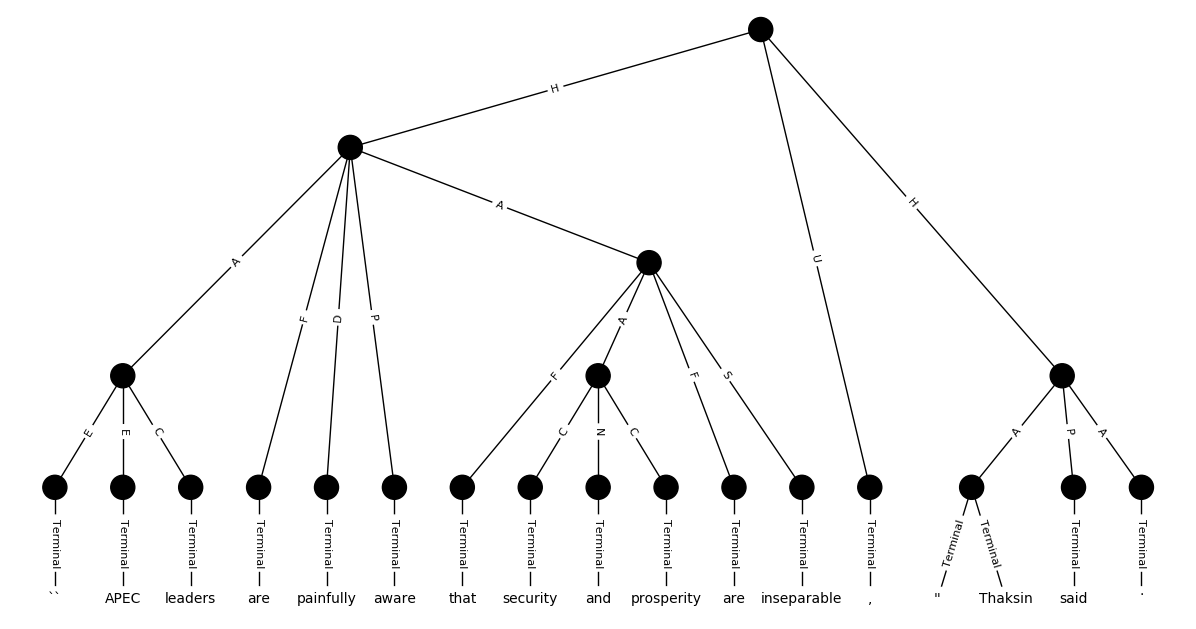 H
H
U
A
A
F
D
P
F
A
F
S
E
E
C
C
N
C
A
P
A
Terminal Terminal Terminal Terminal Terminal Terminal Terminal Terminal Terminal Terminal Terminal Terminal Terminal Terminal Terminal Terminal Terminal
`` APEC leaders are painfully aware that security and prosperity are inseparable , " Thaksin said .